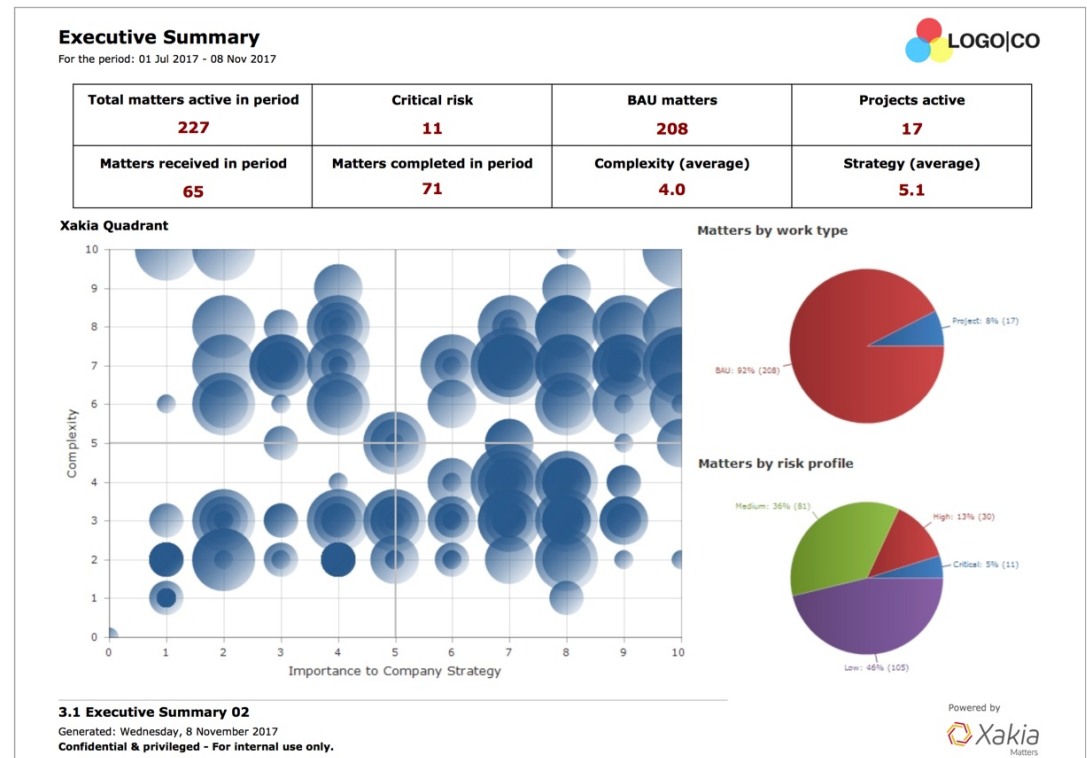 Executive Summary
For the period: 01 Jul 2017 - 08 Nov 2017
LOGO|CO
Total matters active in period
227
Critical risk
11
BAU matters
208
Projects active
17
Matters received in period
65
Matters completed in period
71
Complexity (average)
4.0
Strategy (average)
5.1
Xakia Quadrant
10
9
8
7
6
5
4
3
2
1
0
Complexity
0 1 2 3 4 5 6 7 8 9 10
Importance to Company Strategy
Matters by work type
Project: 8% (17)
BAU: 92% (208)
Matters by risk profile
Medium: 36% (81)
High: 13% (30)
Critical: 5% (11)
Low: 46% (105)
3.1 Executive Summary 02
Generated: Wednesday, 8 November 2017
Confidential & privileged - For internal use only.
Powered by
Xakia
Matters